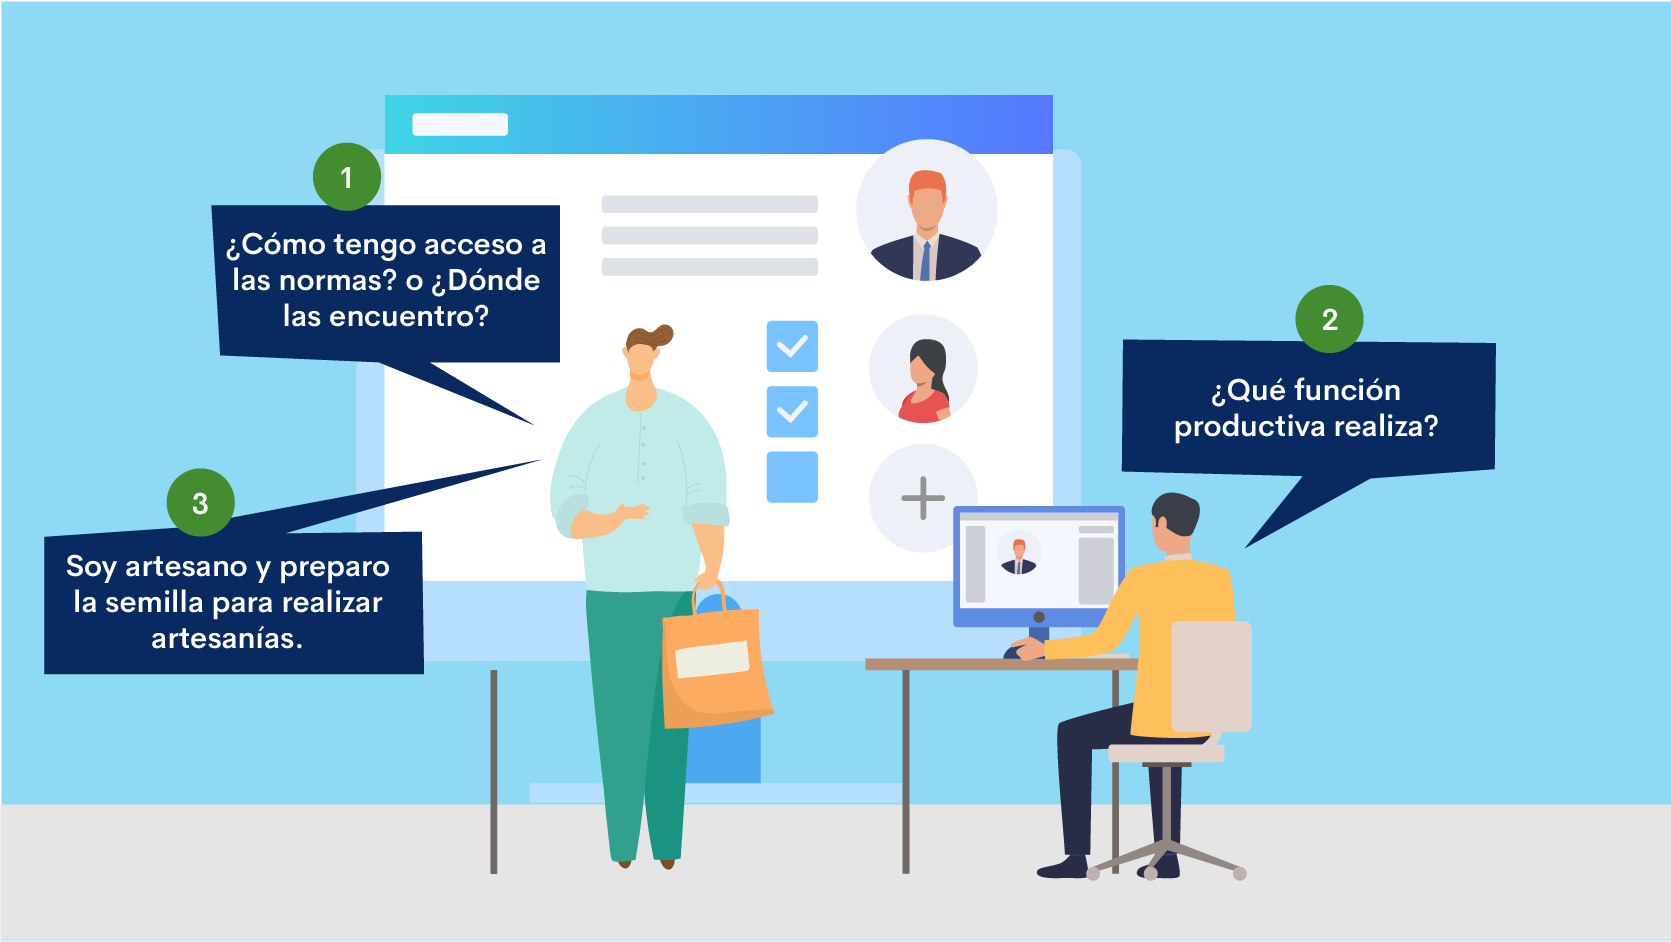 1
¿Cómo tengo acceso a
las normas? o ¿Dónde
las encuentro?
2
¿Qué función
productiva realiza?
3
Soy artesano y preparo
la semilla para realizar
artesanías.